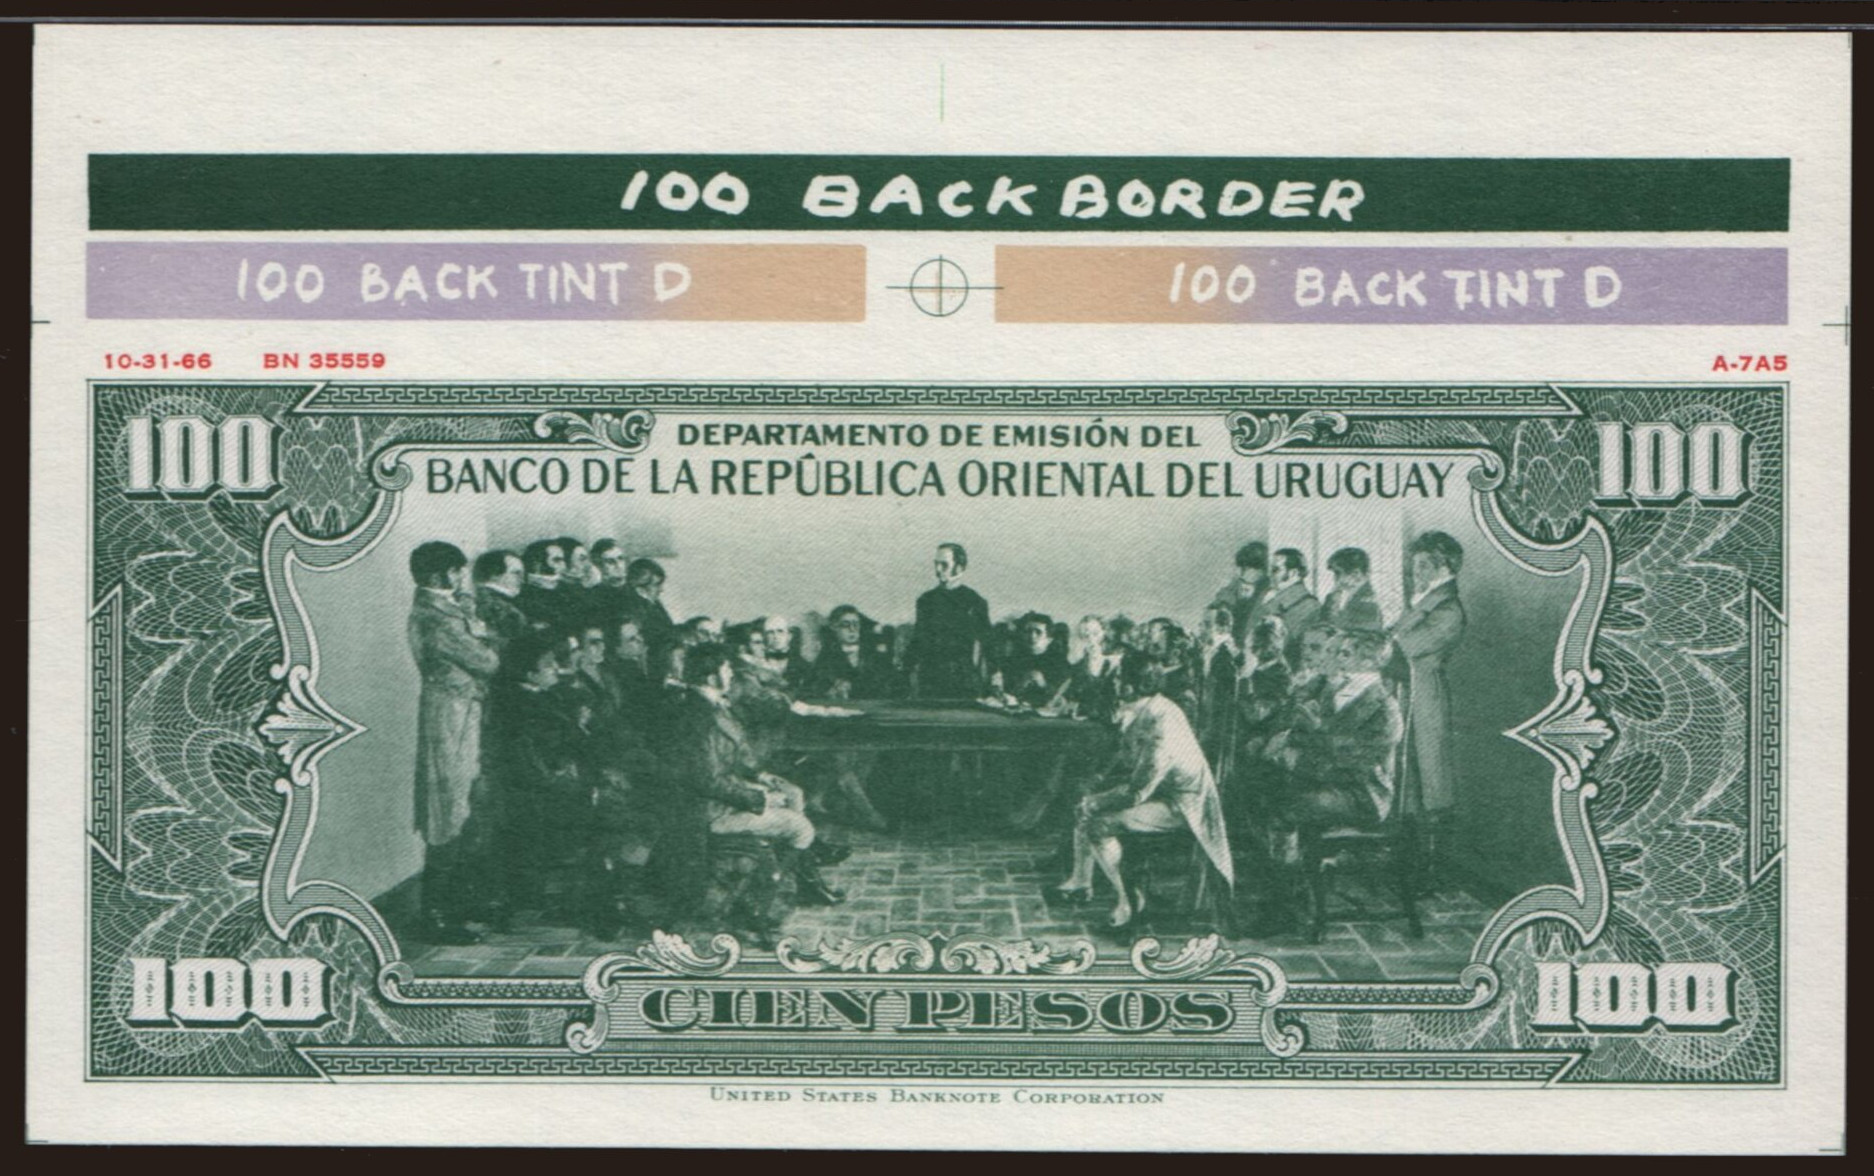 100 BACK BORDER
100 BACK TINT D 100 BACK TINT D
10-31-66 BN 35559 A-7A5
100 100
DEPARTAMENTO DE EMISIÓN DEL
BANCO DE LA REPÚBLICA ORIENTAL DEL URUGUAY
100 CIEN PESOS 100
UNITED STATES BANKNOTE CORPORATION